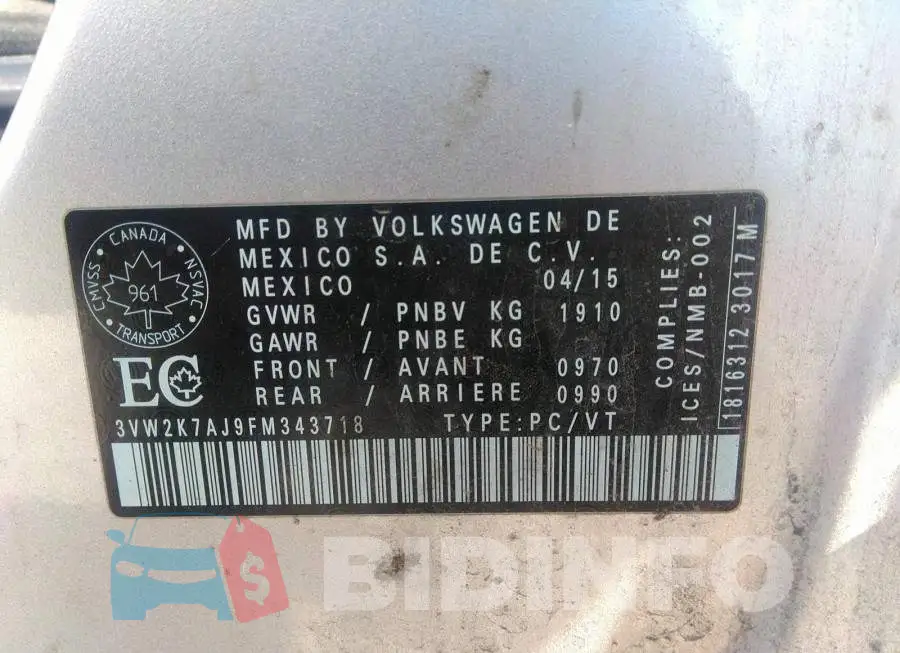 CANADA
CMVSS
NSVAC
961
TRANSPORT
EC
MFD BY VOLKSWAGEN DE
MEXICO S.A. DE C.V.
MEXICO 04/15
GVWR / PNBV KG 1910
GAWR / PNBE KG
FRONT / AVANT 0970
REAR / ARRIERE 0990
3VW2K7AJ9FM343718 TYPE:PC/VT
COMPLIES:
ICES/NMB-002
1816312 3017 M
$ BIDINFO